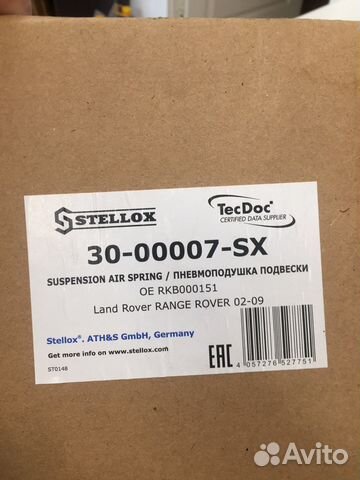 STELLOX
TecDoc®
CERTIFIED DATA SUPPLIER
30-00007-SX
SUSPENSION AIR SPRING / ПНЕВМОПОДУШКА ПОДВЕСКИ
OE RKB000151
Land Rover RANGE ROVER 02-09
Stellox®. ATH&S GmbH, Germany
Get more info on www.stellox.com
EAC
4 057276 527751
ST0148
Avito